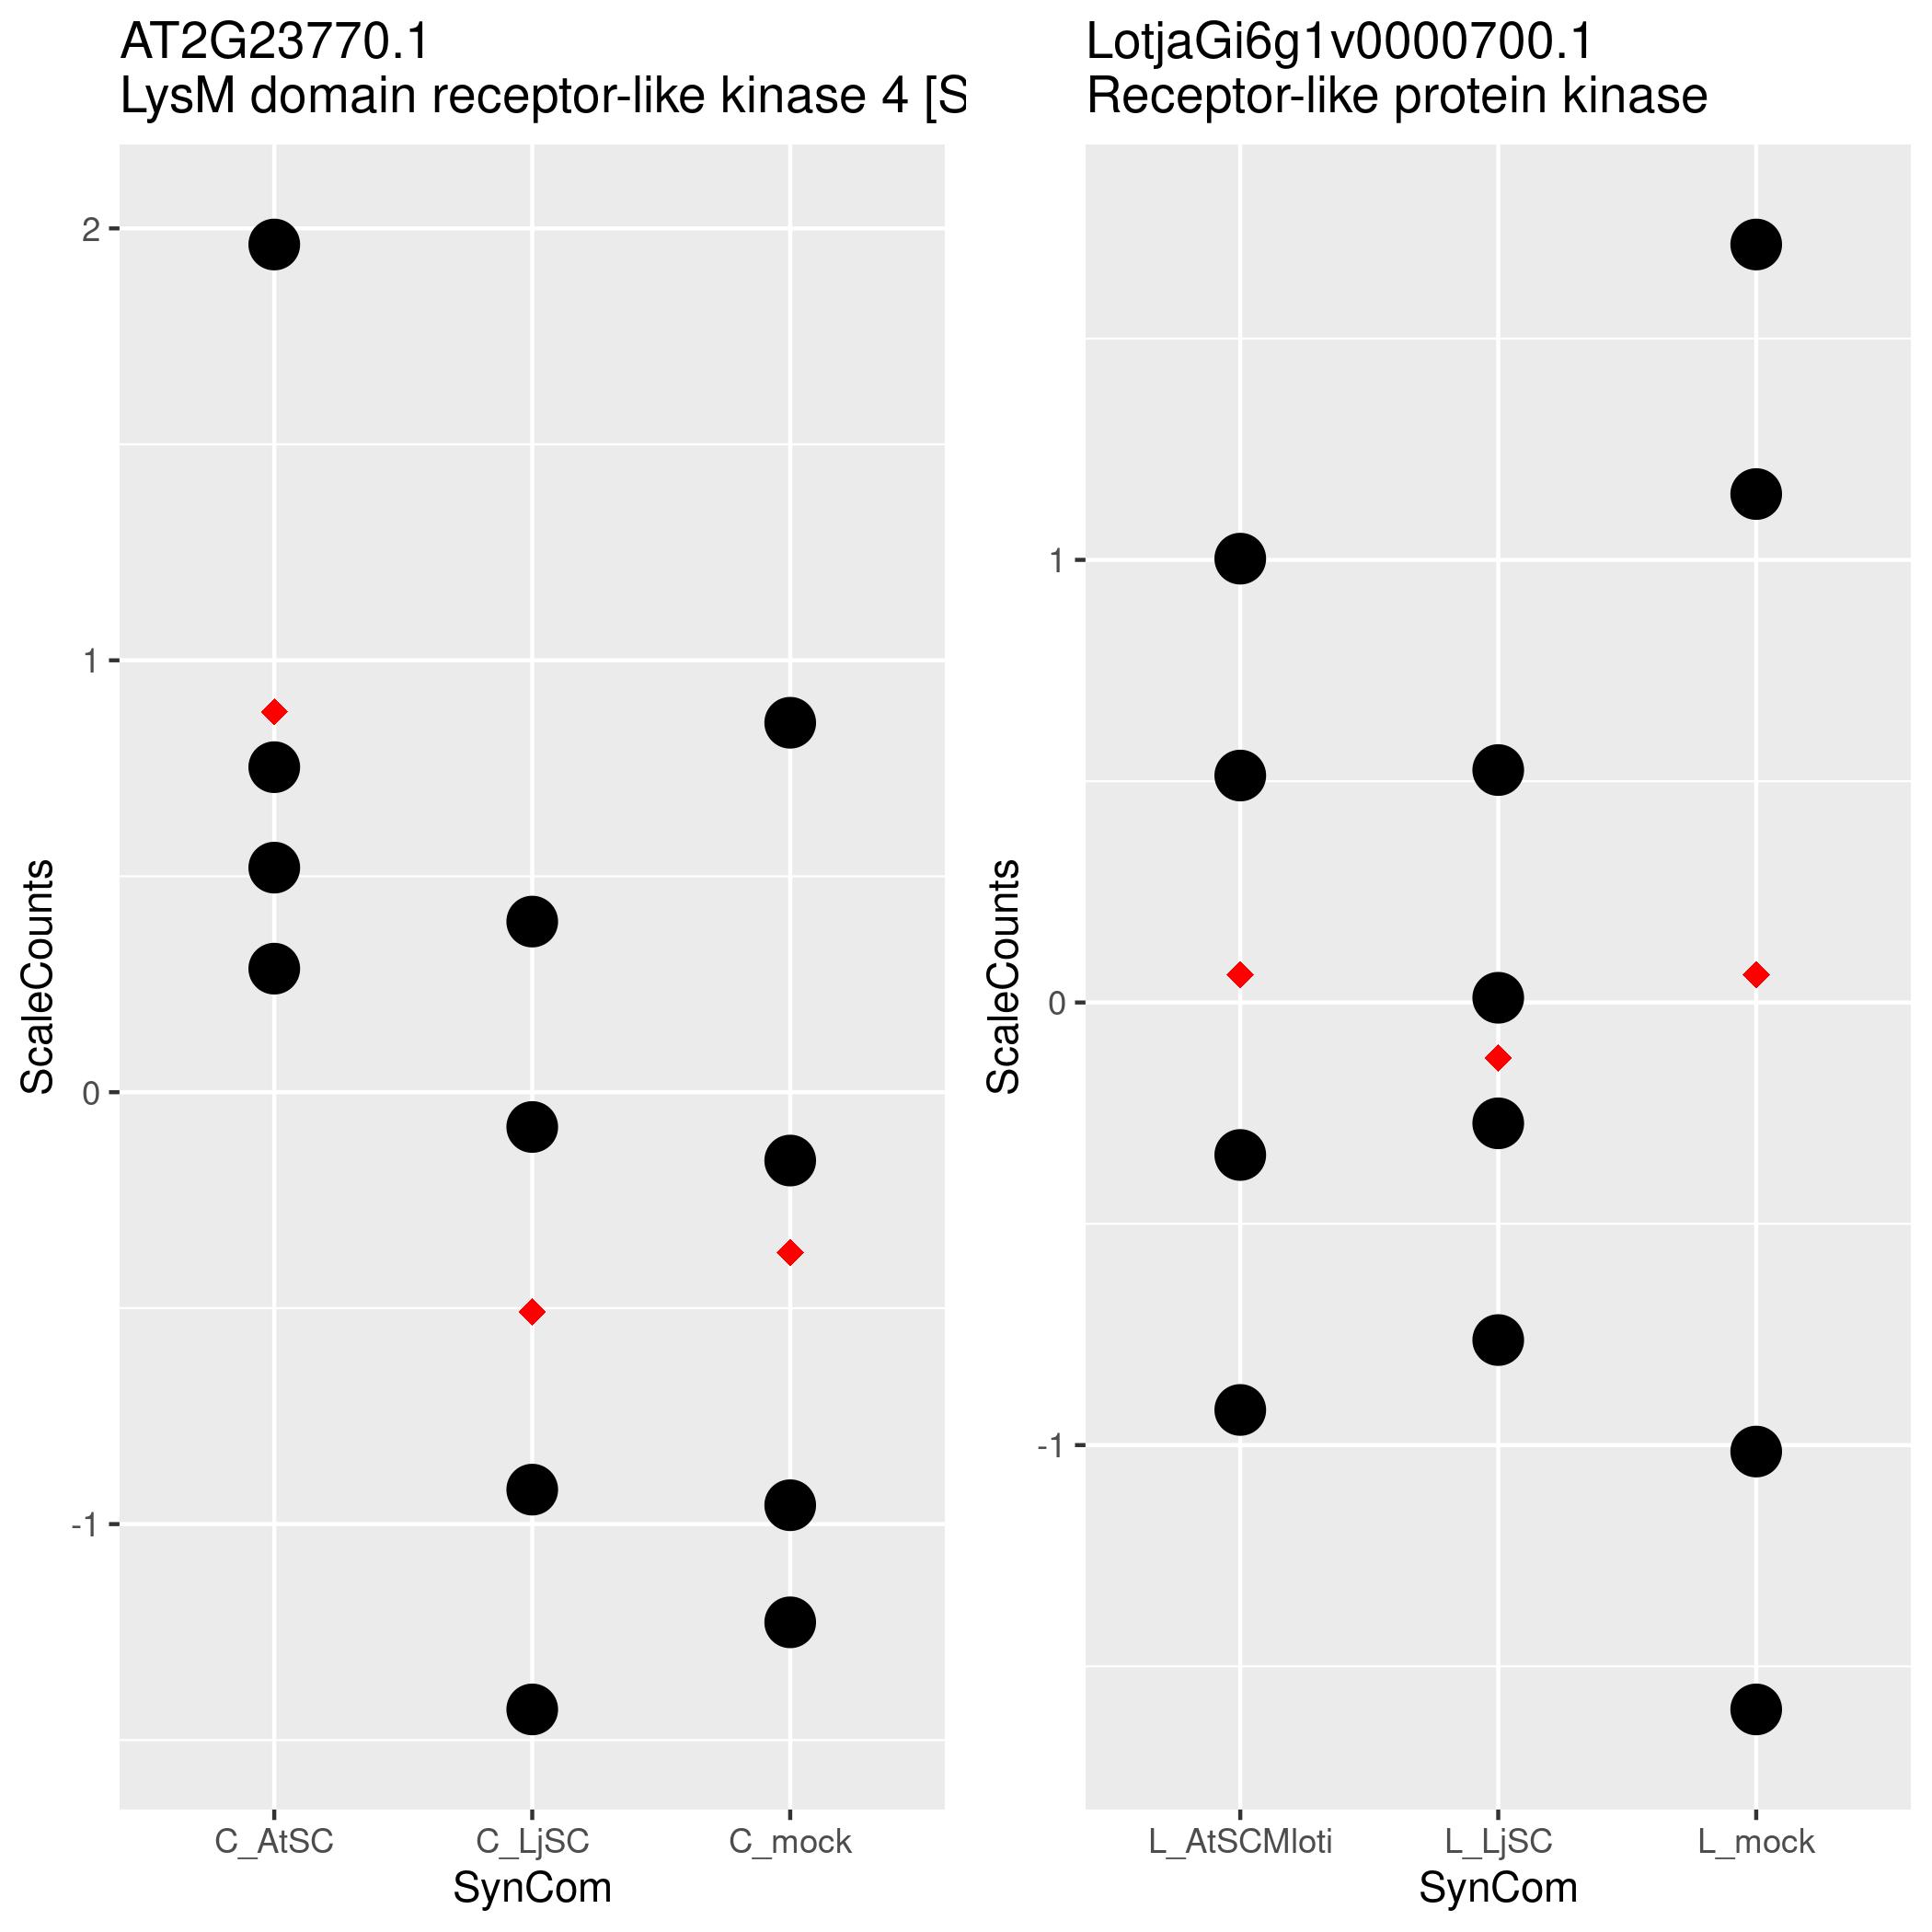 AT2G23770.1
LysM domain receptor-like kinase 4 [S
ScaleCounts
2
1
0
-1
C_AtSC
C_LjSC
C_mock
SynCom
LotjaGi6g1v0000700.1
Receptor-like protein kinase
ScaleCounts
1
0
-1
L_AtSCMloti
L_LjSC
L_mock
SynCom